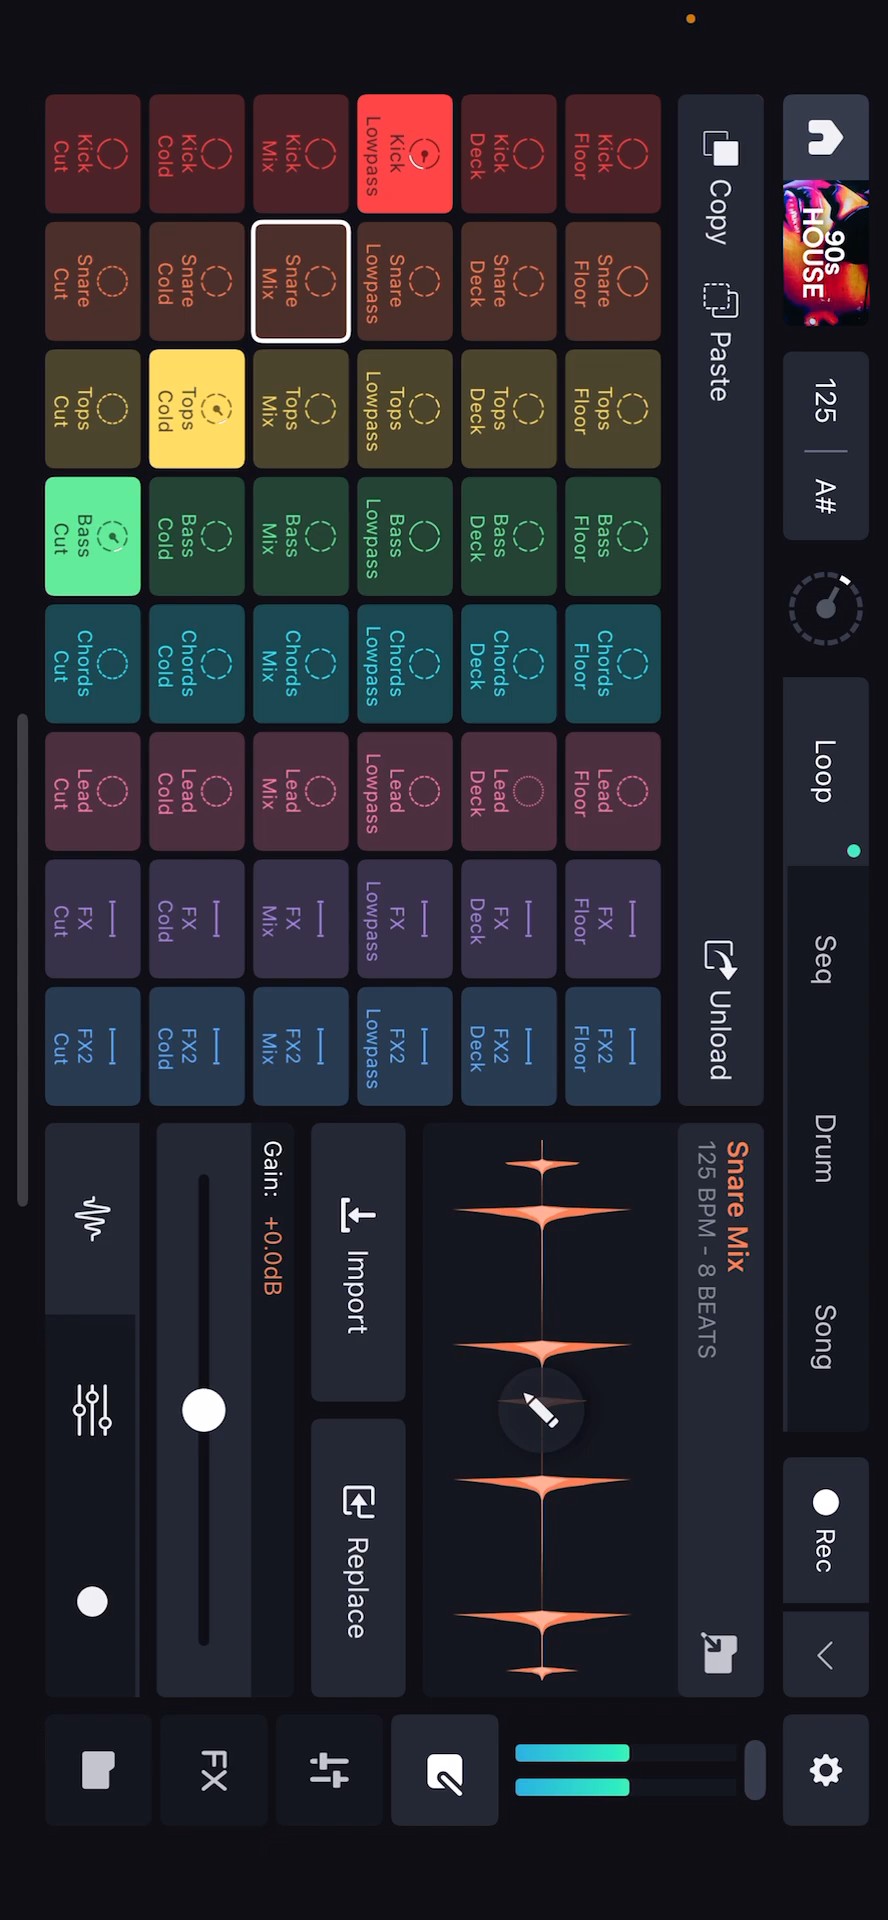 90s
HOUSE
125
A#
Loop
Seq
Drum
Song
Rec
Copy
Paste
Unload
Snare Mix
125 BPM - 8 BEATS
Kick
Floor
Snare
Floor
Tops
Floor
Bass
Floor
Chords
Floor
Lead
Floor
FX
Floor
FX2
Floor
Kick
Deck
Snare
Deck
Tops
Deck
Bass
Deck
Chords
Deck
Lead
Deck
FX
Deck
FX2
Deck
Kick
Lowpass
Snare
Lowpass
Tops
Lowpass
Bass
Lowpass
Chords
Lowpass
Lead
Lowpass
FX
Lowpass
FX2
Lowpass
Kick
Mix
Snare
Mix
Tops
Mix
Bass
Mix
Chords
Mix
Lead
Mix
FX
Mix
FX2
Mix
Kick
Cold
Snare
Cold
Tops
Cold
Bass
Cold
Chords
Cold
Lead
Cold
FX
Cold
FX2
Cold
Kick
Cut
Snare
Cut
Tops
Cut
Bass
Cut
Chords
Cut
Lead
Cut
FX
Cut
FX2
Cut
Import
Replace
Gain: +0.0dB
FX